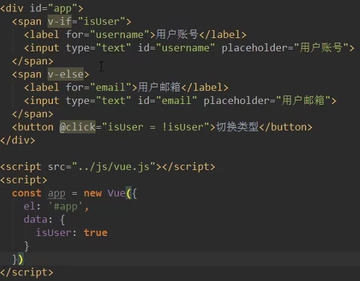 <div id="app">
<span v-if="isUser">
<label for="username">用户账号</label>
<input type="text" id="username" placeholder="用户账号">
</span>
<span v-else>
<label for="email">用户邮箱</label>
<input type="text" id="email" placeholder="用户邮箱">
</span>
<button @click="isUser = !isUser">切换类型</button>
</div>
<script src="../js/vue.js"></script>
<script>
const app = new Vue({
el: '#app',
data: {
isUser: true
}
})
</script>